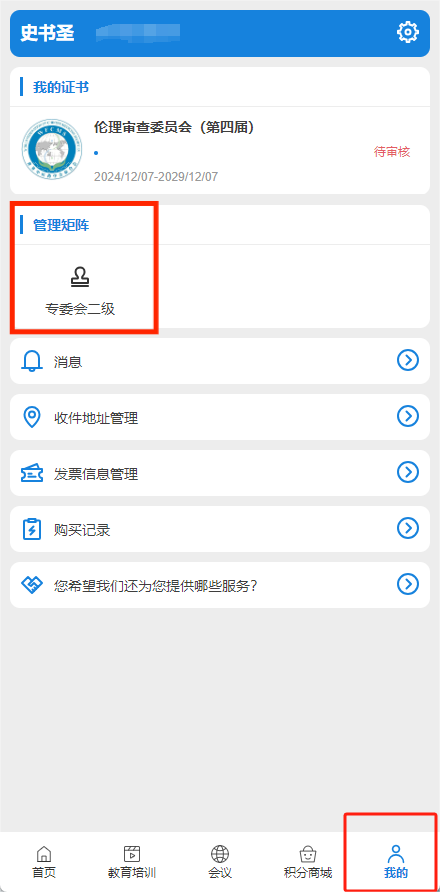 史书圣
我的证书
伦理审查委员会（第四届）
待审核
2024/12/07-2029/12/07
管理矩阵
专委会二级
消息
收件地址管理
发票信息管理
购买记录
您希望我们还为您提供哪些服务？
首页
教育培训
会议
积分商城
我的